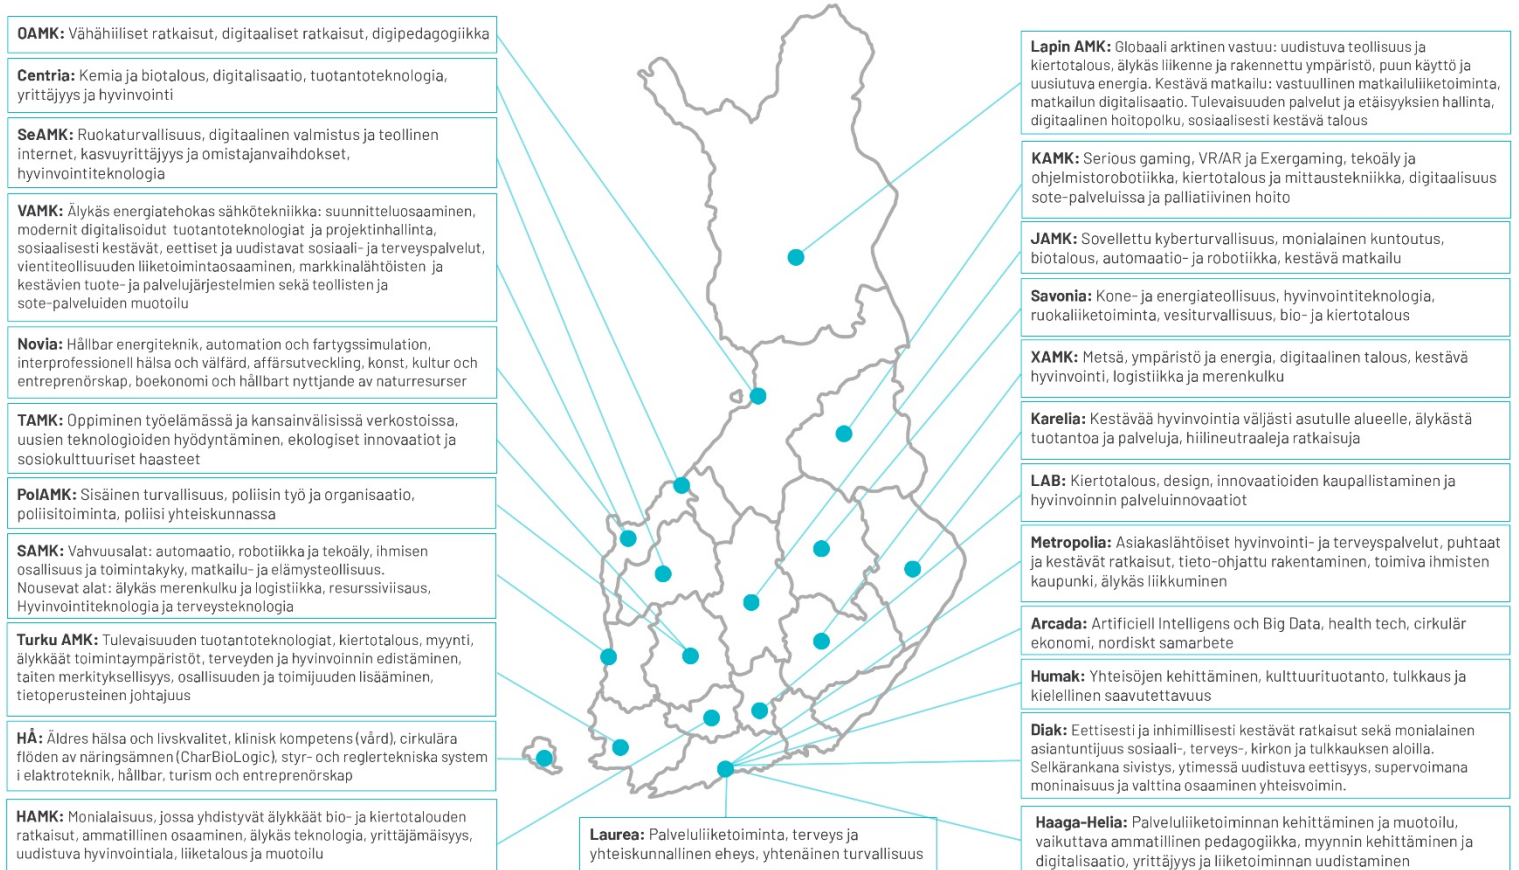 OAMK: Vähähiiliset ratkaisut, digitaaliset ratkaisut, digipedagogiikka
Centria: Kemia ja biotalous, digitalisaatio, tuotantoteknologia,
yrittäjyys ja hyvinvointi
SeAMK: Ruokaturvallisuus, digitaalinen valmistus ja teollinen
internet, kasvuyrittäjyys ja omistajanvaihdokset,
hyvinvointiteknologia
VAMK: Älykäs energiatehokas sähkötekniikka: suunnitteluosaaminen,
modernit digitalisoidut tuotantoteknologiat ja projektinhallinta,
sosiaalisesti kestävät, eettiset ja uudistavat sosiaali- ja terveyspalvelut,
vientiteollisuuden liiketoimintaosaaminen, markkinalähtöisten ja
kestävien tuote- ja palvelujärjestelmien sekä teollisten ja
sote-palveluiden muotoilu
Novia: Hållbar energiteknik, automation och fartygssimulation,
interprofessionell hälsa och välfärd, affärsutveckling, konst, kultur och
entreprenörskap, boekonomi och hållbart nyttjande av naturresurser
TAMK: Oppiminen työelämässä ja kansainvälisissä verkostoissa,
uusien teknologioiden hyödyntäminen, ekologiset innovaatiot ja
sosiokulttuuriset haasteet
PolAMK: Sisäinen turvallisuus, poliisin työ ja organisaatio,
poliisitoiminta, poliisi yhteiskunnassa
SAMK: Vahvuusalat: automaatio, robotiikka ja tekoäly, ihmisen
osallisuus ja toimintakyky, matkailu- ja elämysteollisuus.
Nousevat alat: älykäs merenkulku ja logistiikka, resurssiviisaus,
Hyvinvointiteknologia ja terveysteknologia
Turku AMK: Tulevaisuuden tuotantoteknologiat, kiertotalous, myynti,
älykkäät toimintaympäristöt, terveyden ja hyvinvoinnin edistäminen,
taiten merkityksellisyys, osallisuuden ja toimijuuden lisääminen,
tietoperusteinen johtajuus
HÅ: Äldres hälsa och livskvalitet, klinisk kompetens (vård), cirkulära
flöden av näringsämnen (CharBioLogic), styr- och reglertekniska system
i elaktroteknik, hållbar, turism och entreprenörskap
HAMK: Monialaisuus, jossa yhdistyvät älykkäät bio- ja kiertotalouden
ratkaisut, ammatillinen osaaminen, älykäs teknologia, yrittäjämäisyys,
uudistuva hyvinvointiala, liiketalous ja muotoilu
Laurea: Palveluliiketoiminta, terveys ja
yhteiskunnallinen eheys, yhtenäinen turvallisuus
Lapin AMK: Globaali arktinen vastuu: uudistuva teollisuus ja
kiertotalous, älykäs liikenne ja rakennettu ympäristö, puun käyttö ja
uusiutuva energia. Kestävä matkailu: vastuullinen matkailuliiketoiminta,
matkailun digitalisaatio. Tulevaisuuden palvelut ja etäisyyksien hallinta,
digitaalinen hoitopolku, sosiaalisesti kestävä talous
KAMK: Serious gaming, VR/AR ja Exergaming, tekoäly ja
ohjelmistorobotiikka, kiertotalous ja mittaustekniikka, digitaalisuus
sote-palveluissa ja palliatiivinen hoito
JAMK: Sovellettu kyberturvallisuus, monialainen kuntoutus,
biotalous, automaatio- ja robotiikka, kestävä matkailu
Savonia: Kone- ja energiateollisuus, hyvinvointiteknologia,
ruokaliiketoiminta, vesiturvallisuus, bio- ja kiertotalous
XAMK: Metsä, ympäristö ja energia, digitaalinen talous, kestävä
hyvinvointi, logistiikka ja merenkulku
Karelia: Kestävää hyvinvointia väljästi asutulle alueelle, älykästä
tuotantoa ja palveluja, hiilineutraaleja ratkaisuja
LAB: Kiertotalous, design, innovaatioiden kaupallistaminen ja
hyvinvoinnin palveluinnovaatiot
Metropolia: Asiakaslähtöiset hyvinvointi- ja terveyspalvelut, puhtaat
ja kestävät ratkaisut, tieto-ohjattu rakentaminen, toimiva ihmisten
kaupunki, älykäs liikkuminen
Arcada: Artificiell Intelligens och Big Data, health tech, cirkulär
ekonomi, nordiskt samarbete
Humak: Yhteisöjen kehittäminen, kulttuurituotanto, tulkkaus ja
kielellinen saavutettavuus
Diak: Eettisesti ja inhimillisesti kestävät ratkaisut sekä monialainen
asiantuntijuus sosiaali-, terveys-, kirkon ja tulkkauksen aloilla.
Selkärankana sivistys, ytimessä uudistuva eettisyys, supervoimana
moninaisuus ja valttina osaaminen yhteisvoimin.
Haaga-Helia: Palveluliiketoiminnan kehittäminen ja muotoilu,
vaikuttava ammatillinen pedagogiikka, myynnin kehittäminen ja
digitalisaatio, yrittäjyys ja liiketoiminnan uudistaminen